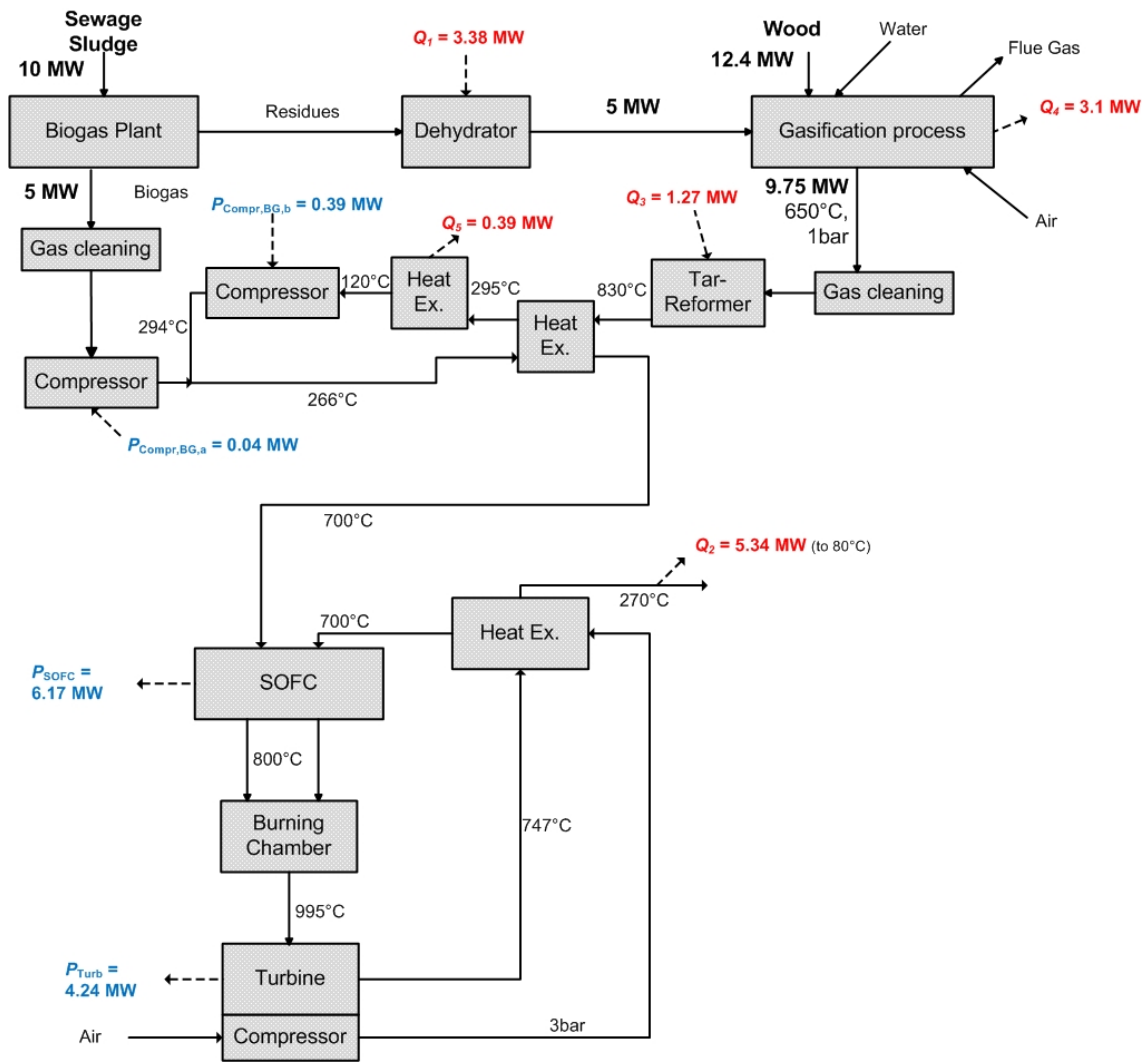 Sewage
Sludge
10 MW
Q1 = 3.38 MW
Wood
12.4 MW
Water
Flue Gas
Biogas Plant
Residues
Dehydrator
5 MW
Gasification process
Q4 = 3.1 MW
5 MW
Biogas
PCompr,BG,b = 0.39 MW
Q5 = 0.39 MW
Q3 = 1.27 MW
9.75 MW
650°C,
1bar
Air
Gas cleaning
Compressor
120°C
Heat
Ex.
295°C
Heat
Ex.
830°C
Tar-
Reformer
Gas cleaning
294°C
Compressor
266°C
PCompr,BG,a = 0.04 MW
700°C
Q2 = 5.34 MW (to 80°C)
270°C
700°C
Heat Ex.
PSOFC =
6.17 MW
SOFC
800°C
Burning
Chamber
747°C
995°C
PTurb =
4.24 MW
Turbine
Air
Compressor
3bar